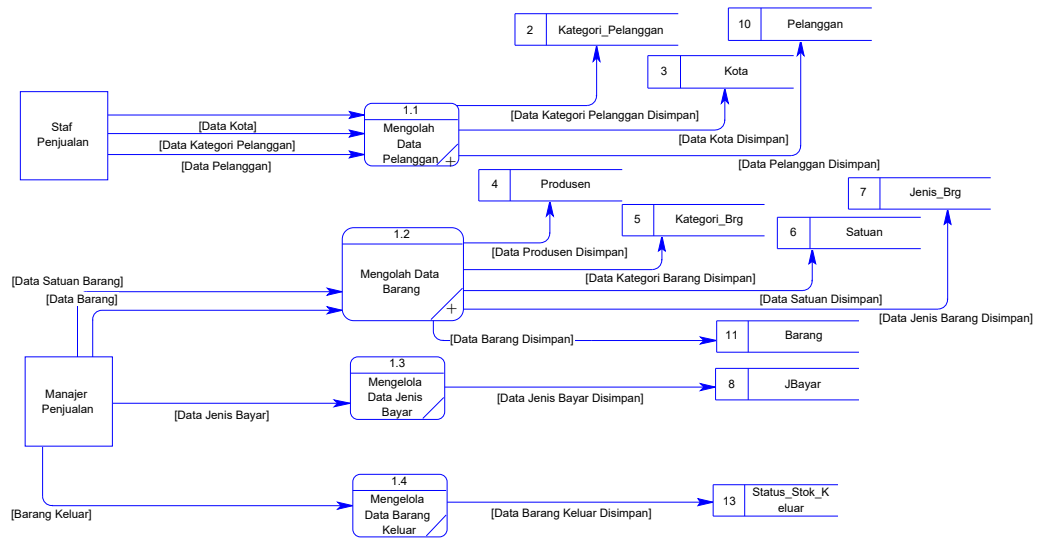 10
Pelanggan
2
Kategori_Pelanggan
3
Kota
1.1
Staf
Penjualan
[Data Kota]
Mengolah
Data
Pelanggan
[Data Kategori Pelanggan Disimpan]
[Data Kategori Pelanggan]
[Data Kota Disimpan]
[Data Pelanggan]
[Data Pelanggan Disimpan]
4
Produsen
7
Jenis_Brg
5
Kategori_Brg
6
Satuan
1.2
[Data Produsen Disimpan]
Mengolah Data
Barang
[Data Satuan Barang]
[Data Kategori Barang Disimpan]
[Data Barang]
[Data Satuan Disimpan]
[Data Jenis Barang Disimpan]
[Data Barang Disimpan]
11
Barang
1.3
Manajer
Penjualan
Mengelola
Data Jenis
Bayar
8
JBayar
[Data Jenis Bayar]
[Data Jenis Bayar Disimpan]
1.4
[Barang Keluar]
Mengelola
Data Barang
Keluar
[Data Barang Keluar Disimpan]
13
Status_Stok_K
eluar